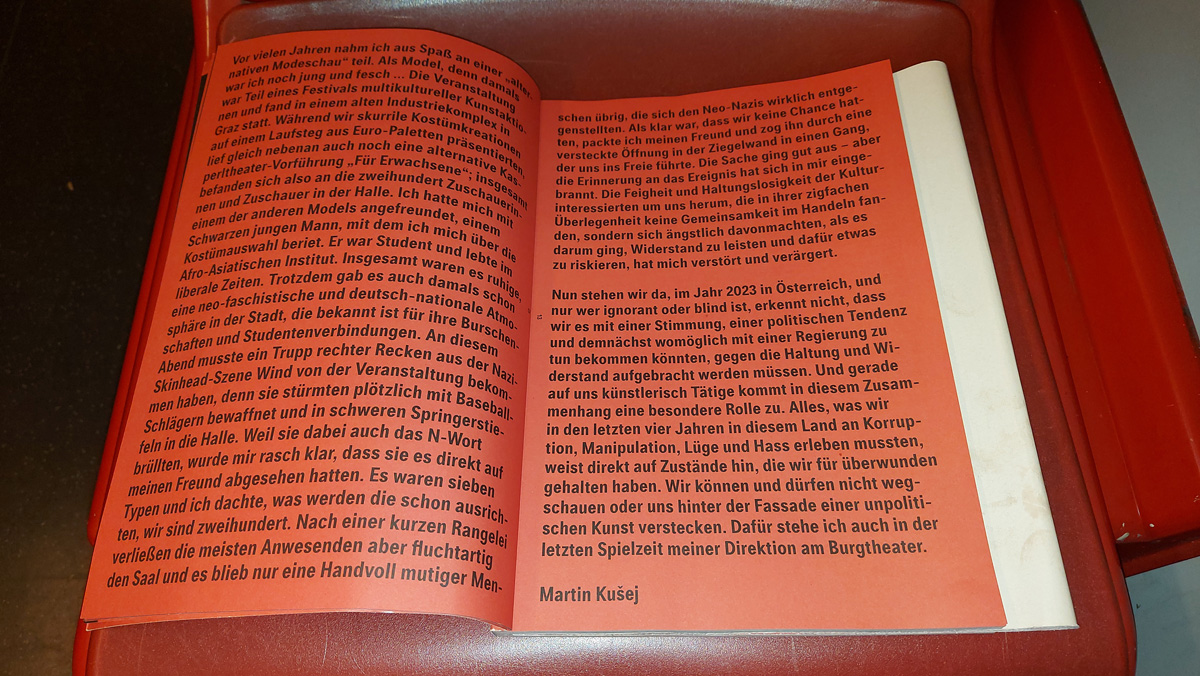 Vor vielen Jahren nahm ich aus Spaß an einer „alter-
nativen Modeschau“ teil. Als Model, denn damals
war ich noch jung und fesch ... Die Veranstaltung
war Teil eines Festivals multikultureller Kunstaktio-
nen und fand in einem alten Industriekomplex in
Graz statt. Während wir skurrile Kostümkreationen
auf einem Laufsteg aus Euro-Paletten präsentierten,
lief gleich nebenan auch noch eine alternative Kas-
perltheater-Vorführung „Für Erwachsene“; insgesamt
befanden sich also an die zweihundert Zuschauerin-
nen und Zuschauer in der Halle. Ich hatte mich mit
einem der anderen Models angefreundet, einem
Schwarzen jungen Mann, mit dem ich mich über die
Kostümauswahl beriet. Er war Student und lebte im
Afro-Asiatischen Institut. Insgesamt waren es ruhige,
liberale Zeiten. Trotzdem gab es auch damals schon
eine neo-faschistische und deutsch-nationale Atmo-
sphäre in der Stadt, die bekannt ist für ihre Burschen-
schaften und Studentenverbindungen. An diesem
Abend musste ein Trupp rechter Recken aus der Nazi-
Skinhead-Szene Wind von der Veranstaltung bekom-
men haben, denn sie stürmten plötzlich mit Baseball-
Schlägern bewaffnet und in schweren Springerstie-
feln in die Halle. Weil sie dabei auch das N-Wort
brüllten, wurde mir rasch klar, dass sie es direkt auf
meinen Freund abgesehen hatten. Es waren sieben
Typen und ich dachte, was werden die schon ausrich-
ten, wir sind zweihundert. Nach einer kurzen Rangelei
verließen die meisten Anwesenden aber fluchtartig
den Saal und es blieb nur eine Handvoll mutiger Men-
schen übrig, die sich den Neo-Nazis wirklich entge-
genstellten. Als klar war, dass wir keine Chance hat-
ten, packte ich meinen Freund und zog ihn durch eine
versteckte Öffnung in der Ziegelwand in einen Gang,
der uns ins Freie führte. Die Sache ging gut aus – aber
die Erinnerung an das Ereignis hat sich in mir einge-
brannt. Die Feigheit und Haltungslosigkeit der Kultur-
interessierten um uns herum, die in ihrer zigfachen
Überlegenheit keine Gemeinsamkeit im Handeln fan-
den, sondern sich ängstlich davonmachten, als es
darum ging, Widerstand zu leisten und dafür etwas
zu riskieren, hat mich verstört und verärgert.
Nun stehen wir da, im Jahr 2023 in Österreich, und
nur wer ignorant oder blind ist, erkennt nicht, dass
wir es mit einer Stimmung, einer politischen Tendenz
und demnächst womöglich mit einer Regierung zu
tun bekommen könnten, gegen die Haltung und Wi-
derstand aufgebracht werden müssen. Und gerade
auf uns künstlerisch Tätige kommt in diesem Zusam-
menhang eine besondere Rolle zu. Alles, was wir
in den letzten vier Jahren in diesem Land an Korrup-
tion, Manipulation, Lüge und Hass erleben mussten,
weist direkt auf Zustände hin, die wir für überwunden
gehalten haben. Wir können und dürfen nicht weg-
schauen oder uns hinter der Fassade einer unpoliti-
schen Kunst verstecken. Dafür stehe ich auch in der
letzten Spielzeit meiner Direktion am Burgtheater.
Martin Kušej